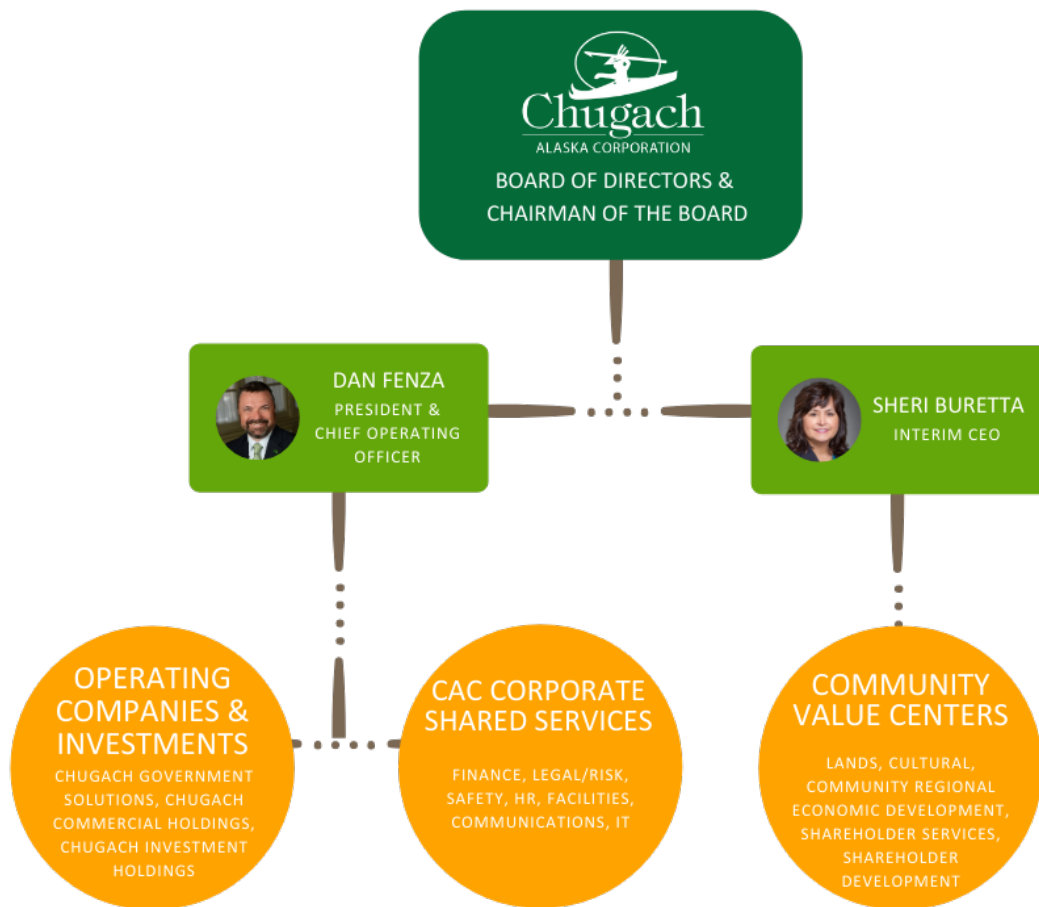 Chugach
ALASKA CORPORATION
BOARD OF DIRECTORS &
CHAIRMAN OF THE BOARD
DAN FENZA
PRESIDENT &
CHIEF OPERATING
OFFICER
SHERI BURETTA
INTERIM CEO
OPERATING
COMPANIES &
INVESTMENTS
CHUGACH GOVERNMENT
SOLUTIONS, CHUGACH
COMMERCIAL HOLDINGS,
CHUGACH INVESTMENT
HOLDINGS
CAC CORPORATE
SHARED SERVICES
FINANCE, LEGAL/RISK,
SAFETY, HR, FACILITIES,
COMMUNICATIONS, IT
COMMUNITY
VALUE CENTERS
LANDS, CULTURAL,
COMMUNITY REGIONAL
ECONOMIC DEVELOPMENT,
SHAREHOLDER SERVICES,
SHAREHOLDER
DEVELOPMENT